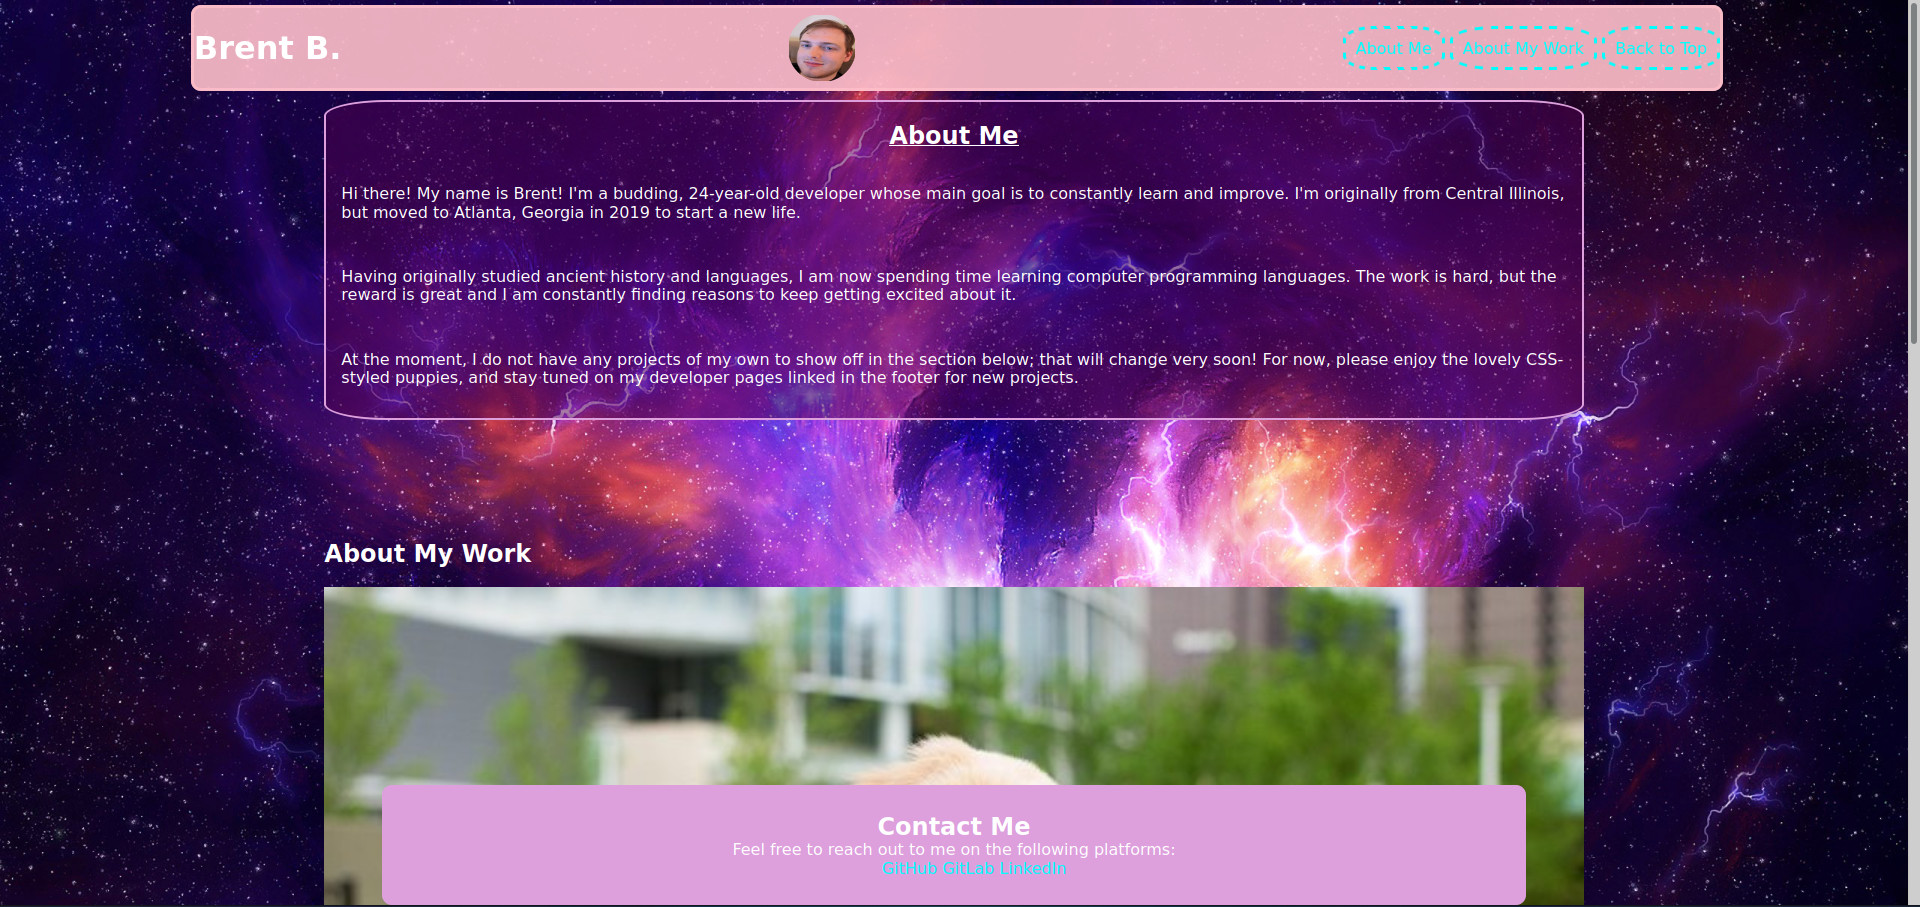 Brent B.
About Me About My Work Back to Top
About Me
Hi there! My name is Brent! I'm a budding, 24-year-old developer whose main goal is to constantly learn and improve. I'm originally from Central Illinois,
but moved to Atlanta, Georgia in 2019 to start a new life.
Having originally studied ancient history and languages, I am now spending time learning computer programming languages. The work is hard, but the
reward is great and I am constantly finding reasons to keep getting excited about it.
At the moment, I do not have any projects of my own to show off in the section below; that will change very soon! For now, please enjoy the lovely CSS-
styled puppies, and stay tuned on my developer pages linked in the footer for new projects.
About My Work
Contact Me
Feel free to reach out to me on the following platforms:
GitHub GitLab LinkedIn